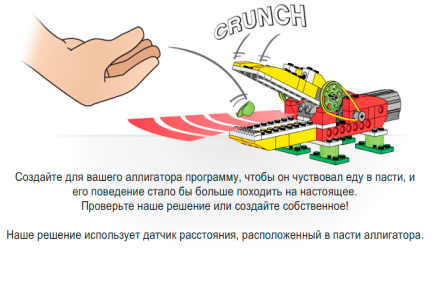 CRUNCH
Создайте для вашего аллигатора программу, чтобы он чуствовал еду в пасти, и
его поведение стало бы больше походить на настоящее.
Проверьте наше решение или создайте собственное!
Наше решение использует датчик расстояния, расположенный в пасти аллигатора.